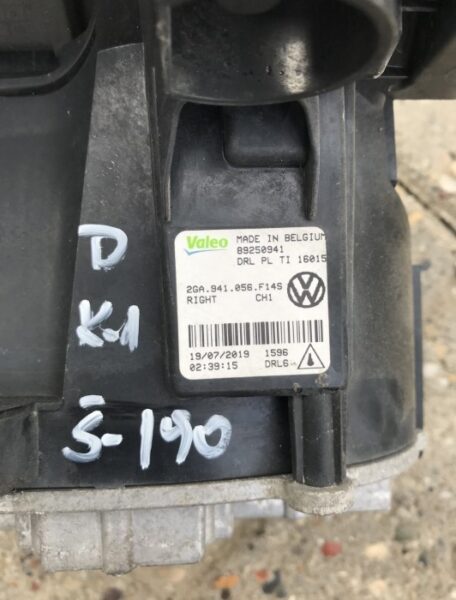 Valeo
MADE IN BELGIUM
89250941
DRL PL TI 16015
2GA.941.056.F14S
RIGHT CH1
19/07/2019 1596
02:39:15 DRL6
D
K-1
S-190